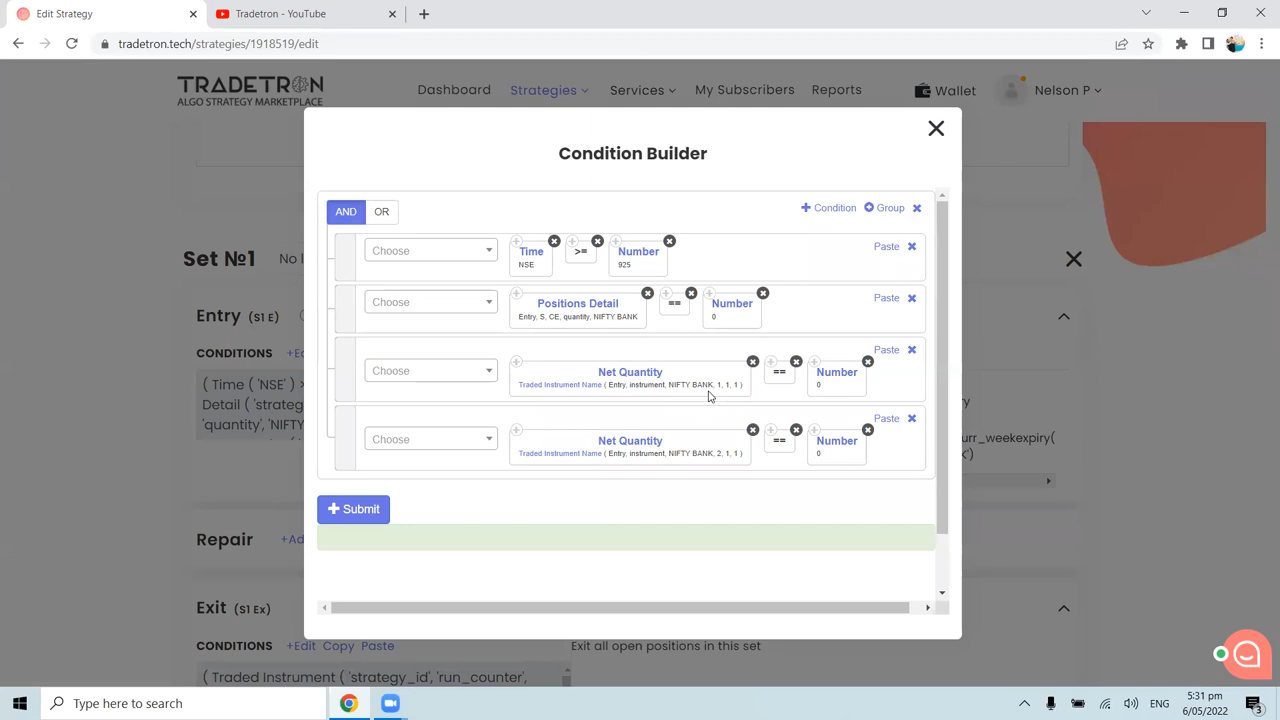 Edit Strategy
Tradetron - YouTube
tradetron.tech/strategies/1918519/edit
TRADETRON
ALGO STRATEGY MARKETPLACE
Dashboard
Strategies
Services
My Subscribers
Reports
Wallet
Nelson P
Condition Builder
AND
OR
Condition
Group
Choose
Time
NSE
>=
Number
925
Paste
Choose
Positions Detail
Entry, S, CE, quantity, NIFTY BANK
==
Number
0
Paste
Choose
Net Quantity
Traded Instrument Name ( Entry, instrument, NIFTY BANK, 1, 1, 1 )
==
Number
0
Paste
Choose
Net Quantity
Traded Instrument Name ( Entry, instrument, NIFTY BANK, 2, 1, 1 )
==
Number
0
Paste
Submit
Set №1
Entry (S1 E)
CONDITIONS
( Time ( 'NSE' )
Detail ( 'strateg
'quantity', 'NIFT
Repair
Exit (S1 Ex)
CONDITIONS +Edit Copy Paste
Exit all open positions in this set
( Traded Instrument ( 'strategy_id', 'run_counter',
Type here to search
ENG
5:31 pm
6/05/2022
3